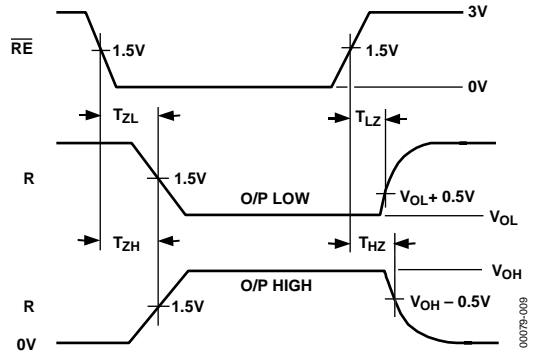 3V
RE
1.5V
1.5V
0V
TZL
TLZ
R
1.5V
O/P LOW
VOL + 0.5V
VOL
TZH
THZ
VOH
R
1.5V
O/P HIGH
VOH – 0.5V
0V
00079-009